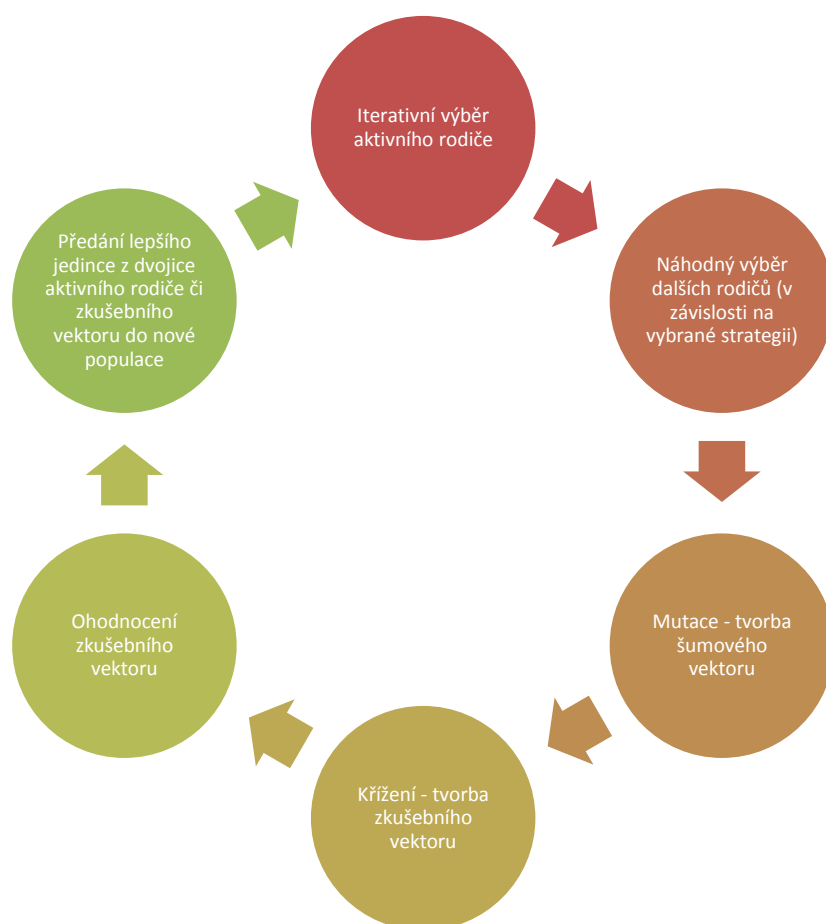 Iterativní výběr
aktivního rodiče
Náhodný výběr
dalších rodičů (v
závislosti na
vybrané strategii)
Mutace - tvorba
šumového
vektoru
Křížení - tvorba
zkušebního
vektoru
Ohodnocení
zkušebního
vektoru
Předání lepšího
jedince z dvojice
aktivního rodiče či
zkušebního
vektoru do nové
populace